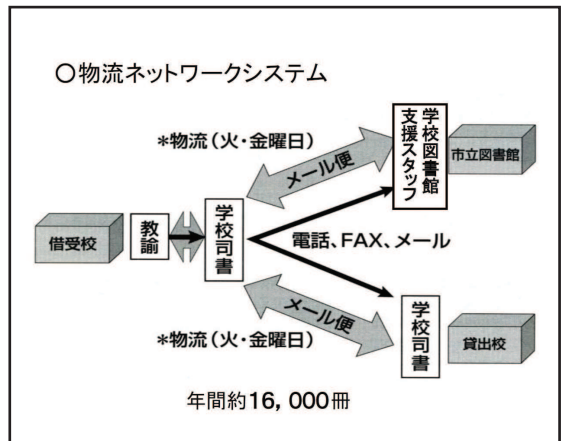 ○物流ネットワークシステム
*物流（火・金曜日）
メール便
学校図書館
支援スタッフ
市立図書館
借受校
教諭
学校司書
電話、FAX、メール
メール便
*物流（火・金曜日）
学校司書
貸出校
年間約16，000冊